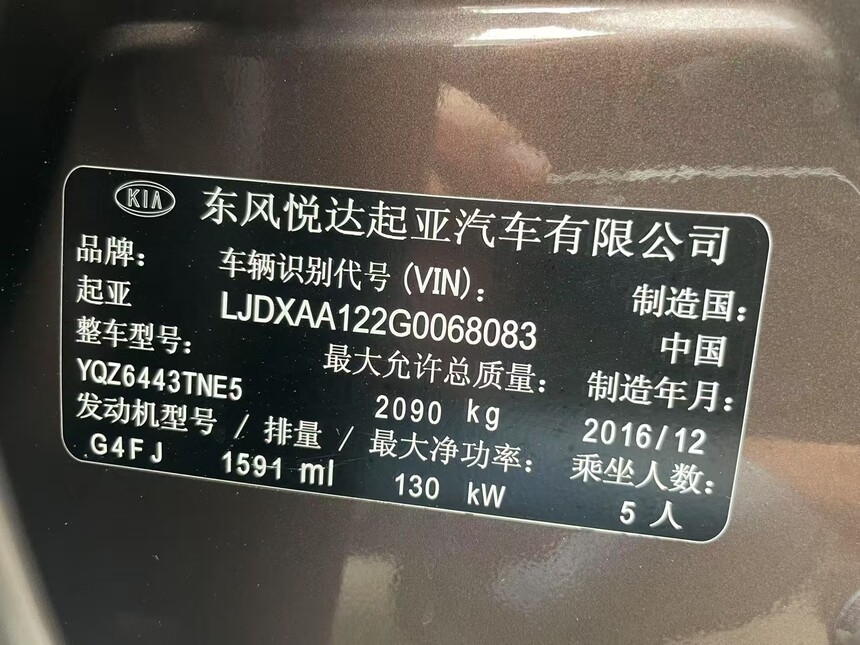 KIA 东风悦达起亚汽车有限公司
品牌: 车辆识别代号(VIN): 制造国:
起亚 LJDXAA122G0068083 中国
整车型号: 最大允许总质量: 制造年月:
YQZ6443TNE5 2090 kg 2016/12
发动机型号 / 排量 / 最大净功率: 乘坐人数:
G4FJ 1591 ml 130 kW 5 人